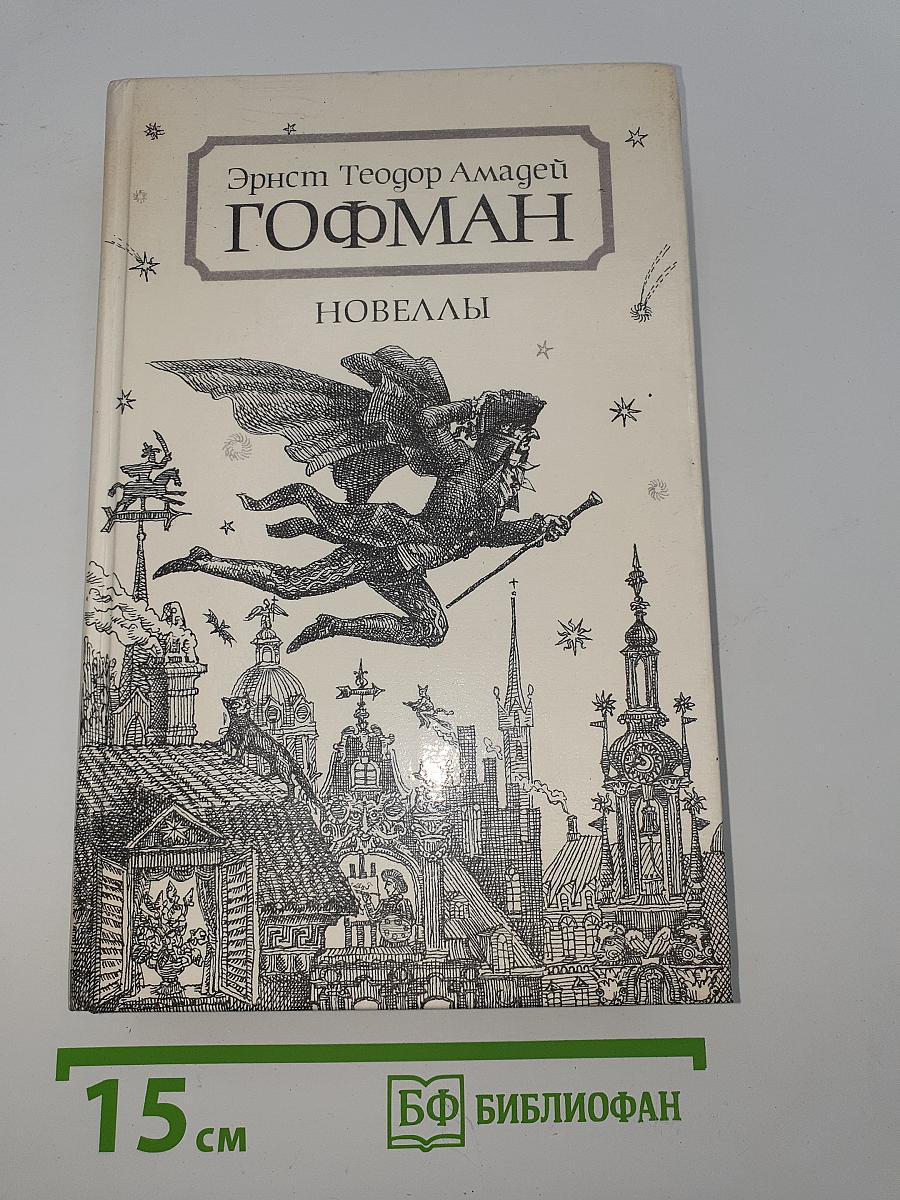 Эрнст Теодор Амадей
ГОФМАН
НОВЕЛЛЫ
15 см
БФ БИБЛИОФАН